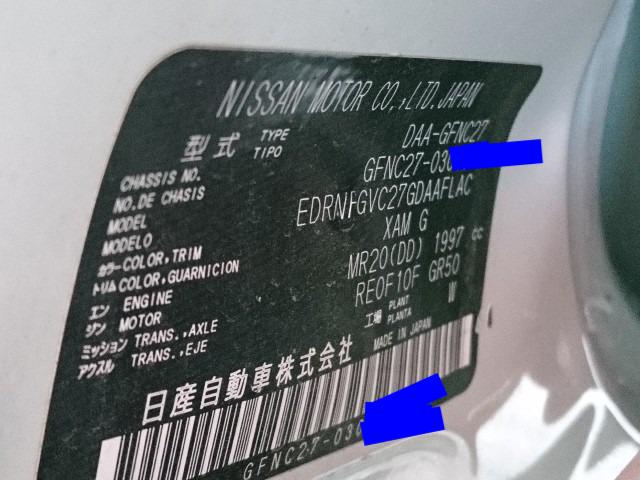 NISSAN MOTOR CO.,LTD.JAPAN
型式 TYPE TIPO DAA-GFNC27
CHASSIS NO. GFNC27-030
NO.DE CHASIS
MODEL EDRNFGVC27GDAAFLAC
MODELO
カラー COLOR,TRIM XAM G
トリム COLOR,GUARNICION
エン ENGINE MR20(DD) 1997 cc
ジン MOTOR
ミッション TRANS.,AXLE RE0F10F GR50
アクスル TRANS.,EJE
工場 PLANT PLANTA W
日産自動車株式会社 MADE IN JAPAN
GFNC27-030